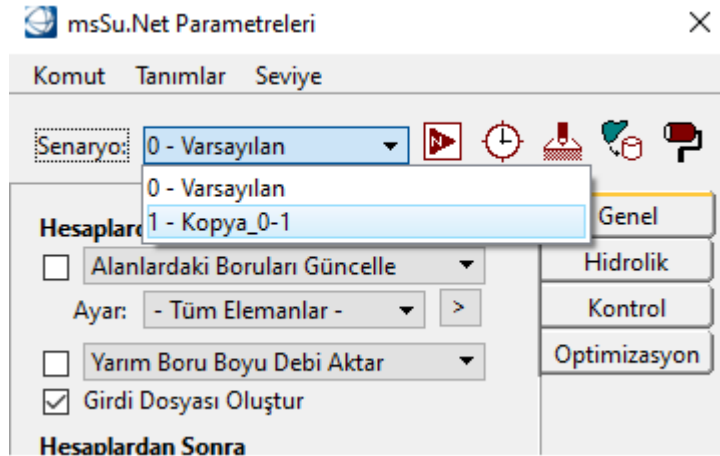 msSu.Net Parametreleri
Komut Tanımlar Seviye
Senaryo: 0 - Varsayılan
0 - Varsayılan
1 - Kopya_0-1
Genel
Hidrolik
Kontrol
Optimizasyon
Alanlardaki Boruları Güncelle
Ayar: - Tüm Elemanlar - >
Yarım Boru Boyu Debi Aktar
Girdi Dosyası Oluştur
Hesaplardan Sonra